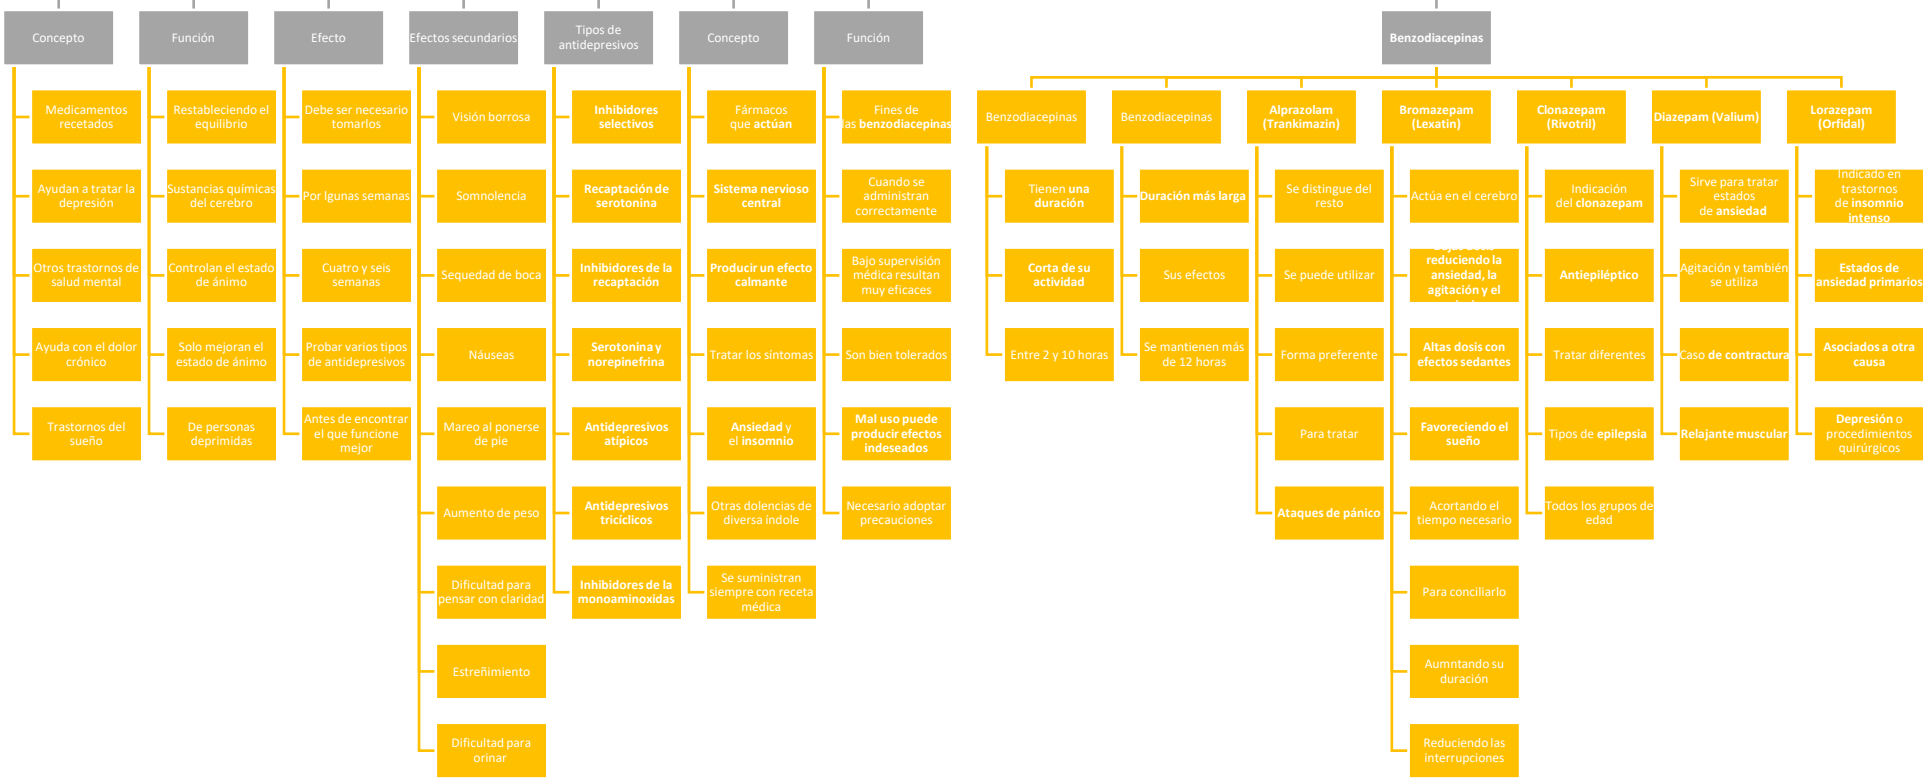 Concepto
Medicamentos
recetados
Ayudan a tratar la
depresión
Otros trastornos de
salud mental
Ayuda con el dolor
crónico
Trastornos del
sueño
Función
Restableciendo el
equilibrio
Sustancias químicas
del cerebro
Controlan el estado
de ánimo
Solo mejoran el
estado de ánimo
De personas
deprimidas
Efecto
Debe ser necesario
tomarlos
Por lgunas semanas
Cuatro y seis
semanas
Probar varios tipos
de antidepresivos
Antes de encontrar
el que funcione
mejor
Efectos secundarios
Visión borrosa
Somnolencia
Sequedad de boca
Náuseas
Mareo al ponerse
de pie
Aumento de peso
Dificultad para
pensar con claridad
Estreñimiento
Dificultad para
orinar
Tipos de
antidepresivos
Inhibidores
selectivos
Recaptación de
serotonina
Inhibidores de la
recaptación
Serotonina y
norepinefrina
Antidepresivos
atípicos
Antidepresivos
tricíclicos
Inhibidores de la
monoaminoxidas
Concepto
Fármacos
que actúan
Sistema nervioso
central
Producir un efecto
calmante
Tratar los síntomas
Ansiedad y
el insomnio
Otras dolencias de
diversa índole
Se suministran
siempre con receta
médica
Función
Fines de
las benzodiacepinas
Cuando se
administran
correctamente
Bajo supervisión
médica resultan
muy eficaces
Son bien tolerados
Mal uso puede
producir efectos
indeseados
Necesario adoptar
precauciones
Benzodiacepinas
Benzodiacepinas
Tienen una
duración
Corta de su
actividad
Entre 2 y 10 horas
Benzodiacepinas
Duración más larga
Sus efectos
Se mantienen más
de 12 horas
Alprazolam
(Trankimazin)
Se distingue del
resto
Se puede utilizar
Forma preferente
Para tratar
Ataques de pánico
Bromazepam
(Lexatin)
Actúa en el cerebro
reduciendo la
ansiedad, la
agitación y el
Altas dosis con
efectos sedantes
Favoreciendo el
sueño
Acortando el
tiempo necesario
Para conciliarlo
Aumntando su
duración
Reduciendo las
interrupciones
Clonazepam
(Rivotril)
Indicación
del clonazepam
Antiepiléptico
Tratar diferentes
Tipos de epilepsia
Todos los grupos de
edad
Diazepam (Valium)
Sirve para tratar
estados
de ansiedad
Agitación y también
se utiliza
Caso de contractura
Relajante muscular
Lorazepam
(Orfidal)
Indicado en
trastornos
de insomnio
intenso
Estados de
ansiedad primarios
Asociados a otra
causa
Depresión o
procedimientos
quirúrgicos